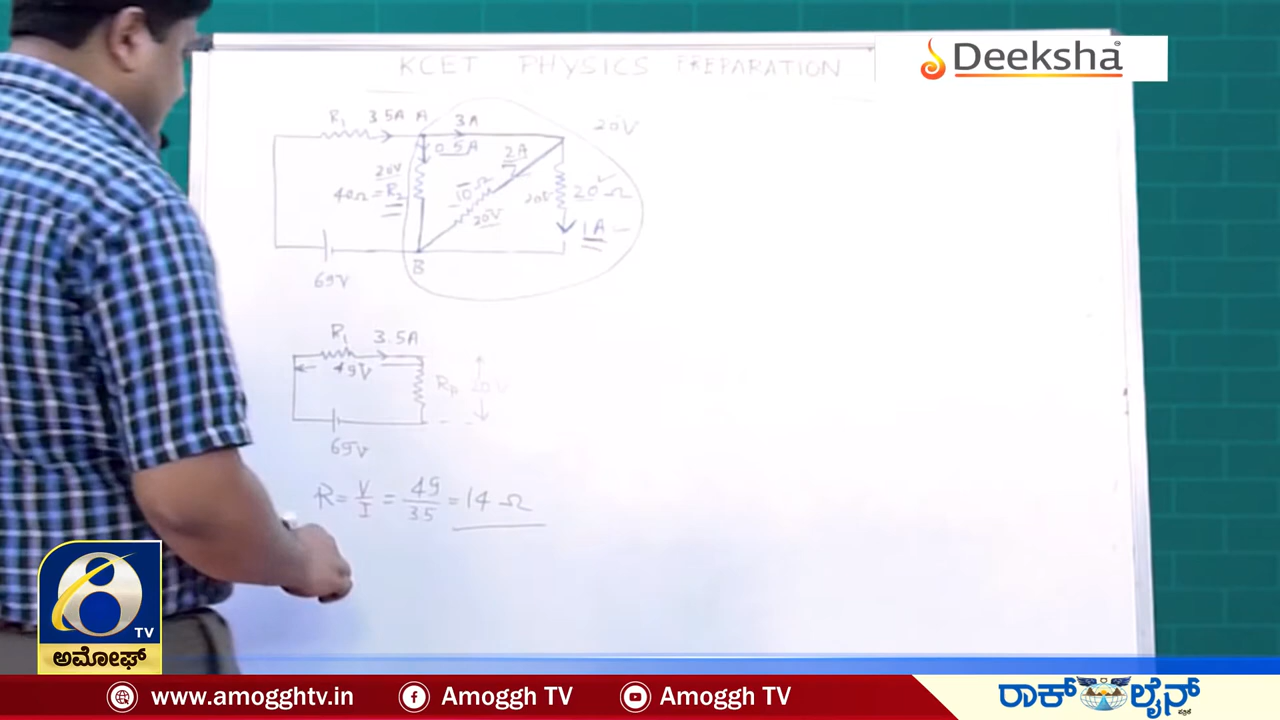 Deeksha
KCET PHYSICS PREPARATION
R₁ 3.5A A 3A 20V
0.5A 2A
20V
40Ω = R₂ 10Ω 20V 20Ω
20V 1A
B
69V
R₁ 3.5A
49V
Rp 20V
69V
R = V/I = 49/3.5 = 14 Ω
TV
ಅಮೋಘ್
www.amogghtv.in Amoggh TV Amoggh TV
ರಾಕ್ ಲೈನ್